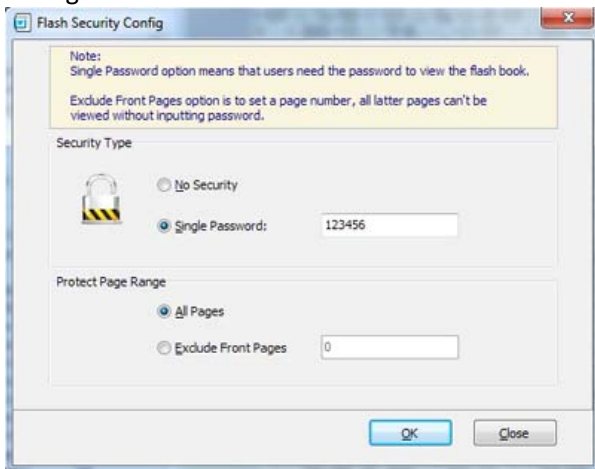 Flash Security Config
Note:
Single Password option means that users need the password to view the flash book.
Exclude Front Pages option is to set a page number, all latter pages can't be
viewed without inputting password.
Security Type
No Security
Single Password: 123456
Protect Page Range
All Pages
Exclude Front Pages 0
OK Close